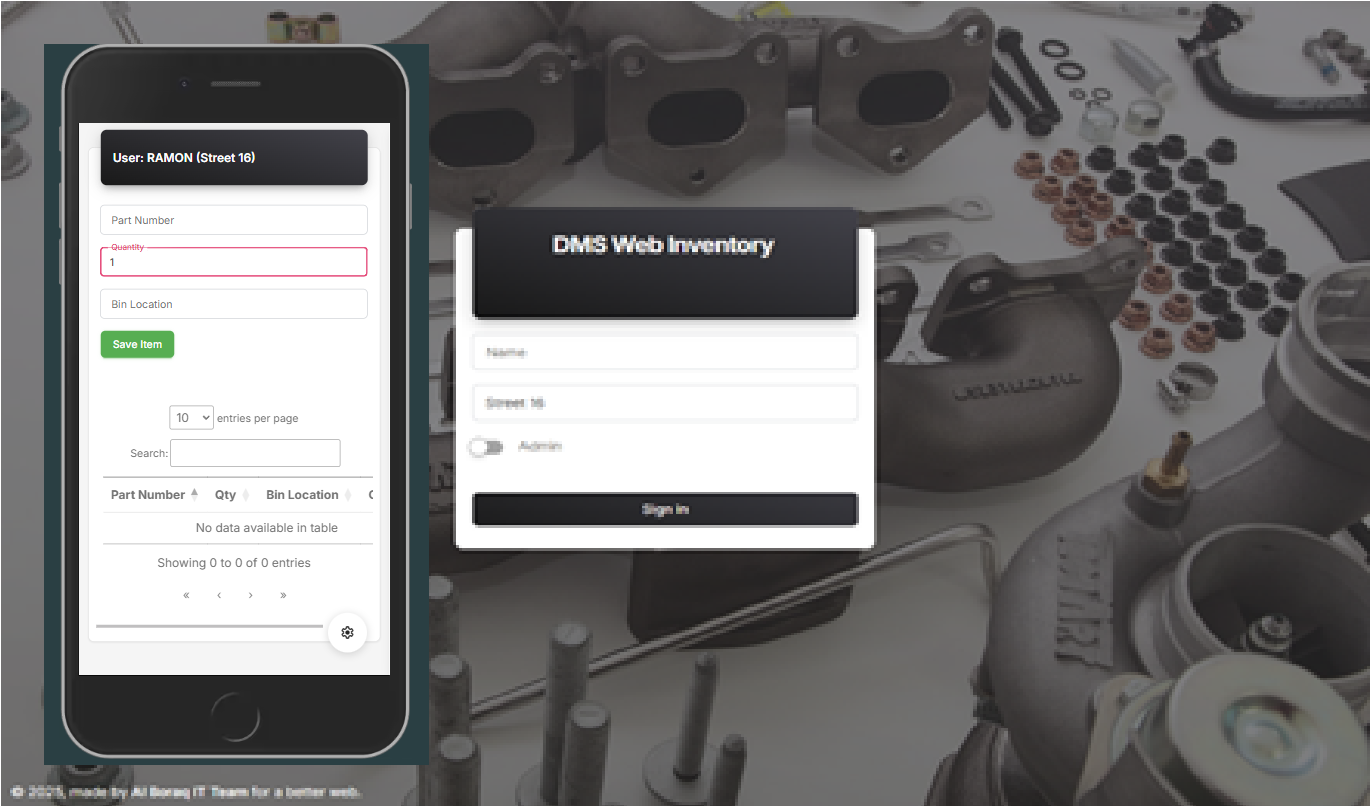 User: RAMON (Street 16)
Part Number
Quantity
1
Bin Location
Save Item
10 entries per page
Search:
Part Number Qty Bin Location
No data available in table
Showing 0 to 0 of 0 entries
« ‹ › »
DMS Web Inventory
Name
Street 16
Admin
Sign in
© 2025, made by Al Boraq IT Team for a better web.